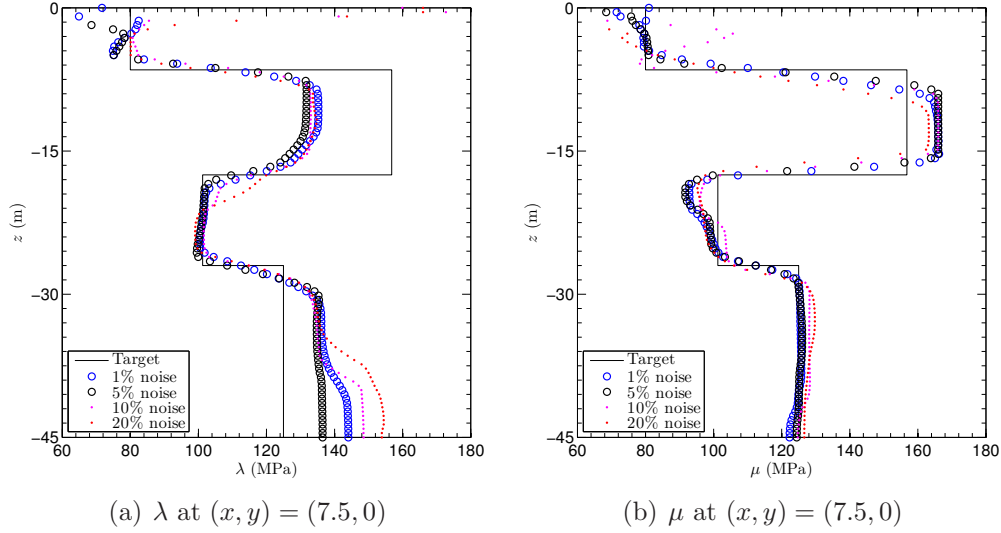 0
−15
−30
−45
z (m)
60 80 100 120 140 160 180
λ (MPa)
Target
1% noise
5% noise
10% noise
20% noise
(a) λ at (x, y) = (7.5, 0)
0
−15
−30
−45
z (m)
60 80 100 120 140 160 180
μ (MPa)
Target
1% noise
5% noise
10% noise
20% noise
(b) μ at (x, y) = (7.5, 0)